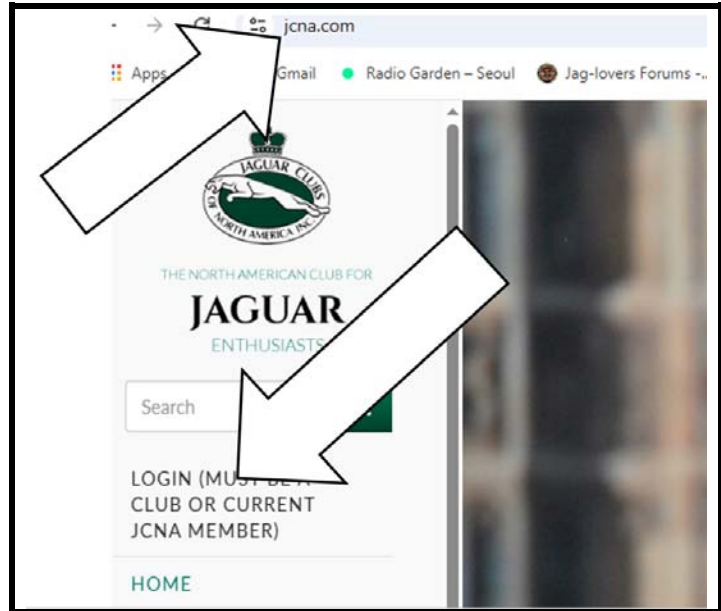 jcna.com
Apps
Gmail
Radio Garden – Seoul
Jag-lovers Forums -...
JAGUAR CLUBS
OF NORTH AMERICA INC.
THE NORTH AMERICAN CLUB FOR
JAGUAR
ENTHUSIASTS
Search
LOGIN (MUST BE A
CLUB OR CURRENT
JCNA MEMBER)
HOME